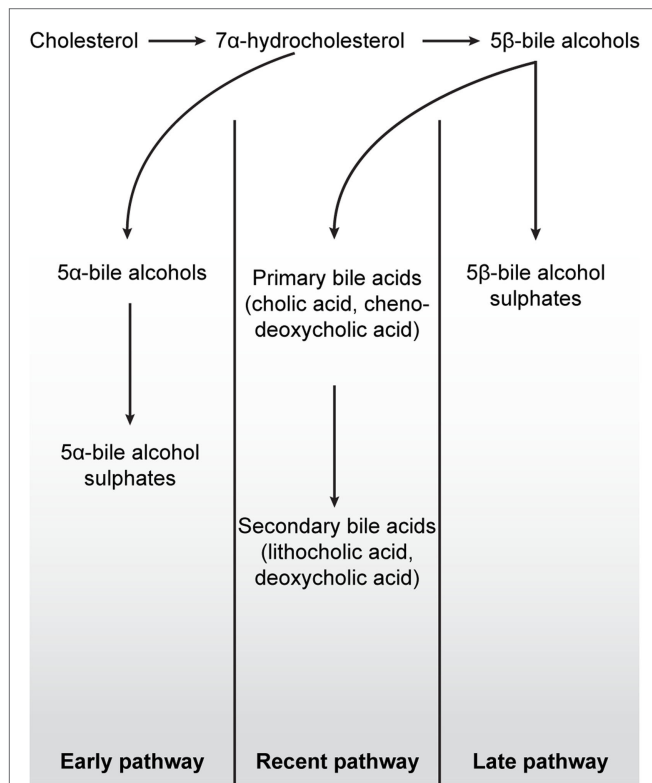 Cholesterol 7α-hydrocholesterol 5β-bile alcohols
5α-bile alcohols
5α-bile alcohol
sulphates
Primary bile acids
(cholic acid, cheno-
deoxycholic acid)
Secondary bile acids
(lithocholic acid,
deoxycholic acid)
5β-bile alcohol
sulphates
Early pathway Recent pathway Late pathway